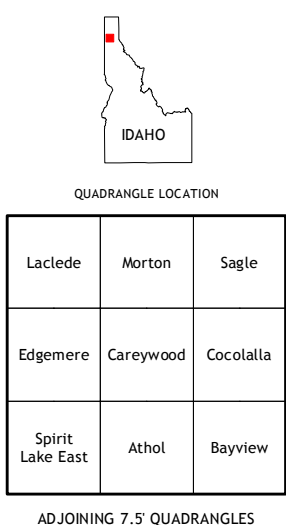 IDAHO
QUADRANGLE LOCATION
Laclede Morton Sagle
Edgemere Careywood Cocolalla
Spirit
Lake East Athol Bayview
ADJOINING 7.5' QUADRANGLES